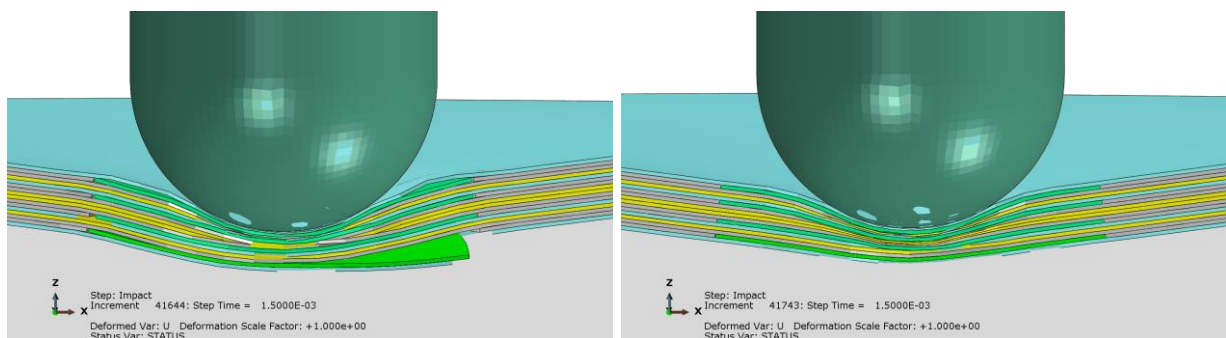 Z
X
Step: Impact
Increment 41644: Step Time = 1.5000E-03
Deformed Var: U Deformation Scale Factor: +1.000e+00
Status Var: STATUS
Z
X
Step: Impact
Increment 41743: Step Time = 1.5000E-03
Deformed Var: U Deformation Scale Factor: +1.000e+00
Status Var: STATUS